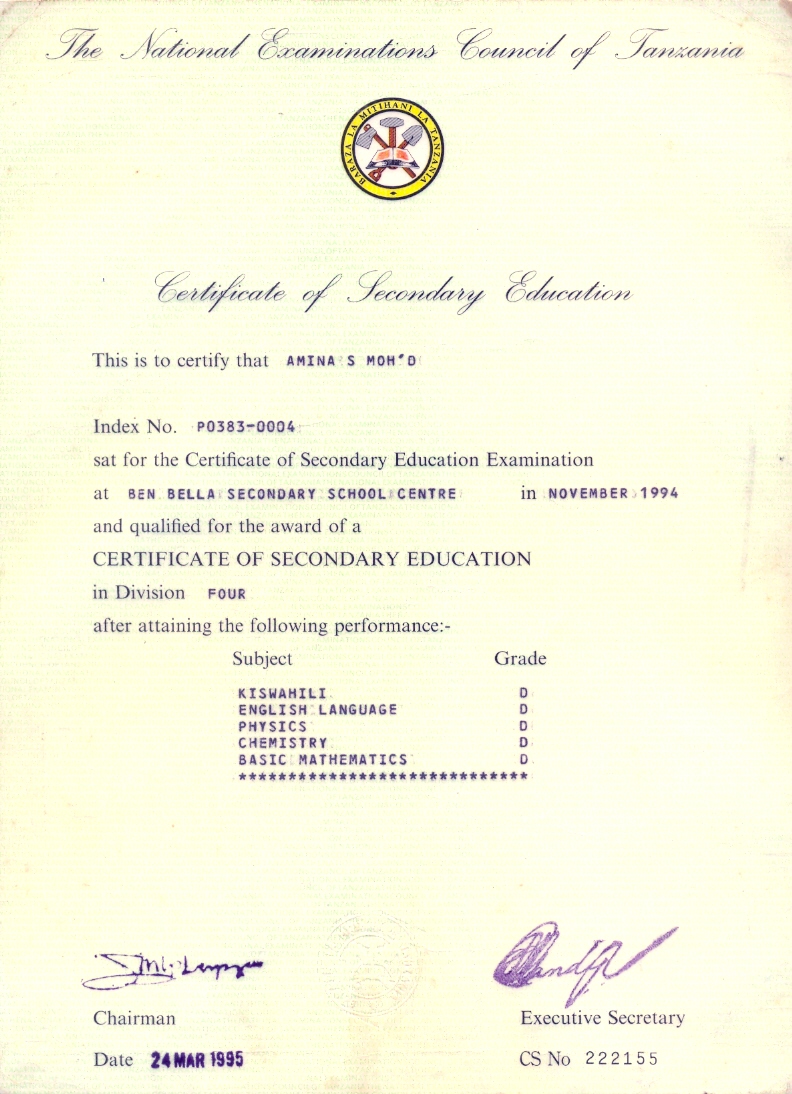 The National Examinations Council of Tanzania
BARAZA LA MITIHANI LA TANZANIA
Certificate of Secondary Education
This is to certify that AMINA S MOH'D
Index No. P0383-0004
sat for the Certificate of Secondary Education Examination
at BEN BELLA SECONDARY SCHOOL CENTRE in NOVEMBER 1994
and qualified for the award of a
CERTIFICATE OF SECONDARY EDUCATION
in Division FOUR
after attaining the following performance:-
Subject Grade
KISWAHILI D
ENGLISH LANGUAGE D
PHYSICS D
CHEMISTRY D
BASIC MATHEMATICS D
*****************************
Chairman Executive Secretary
Date 24 MAR 1995 CS No 222155